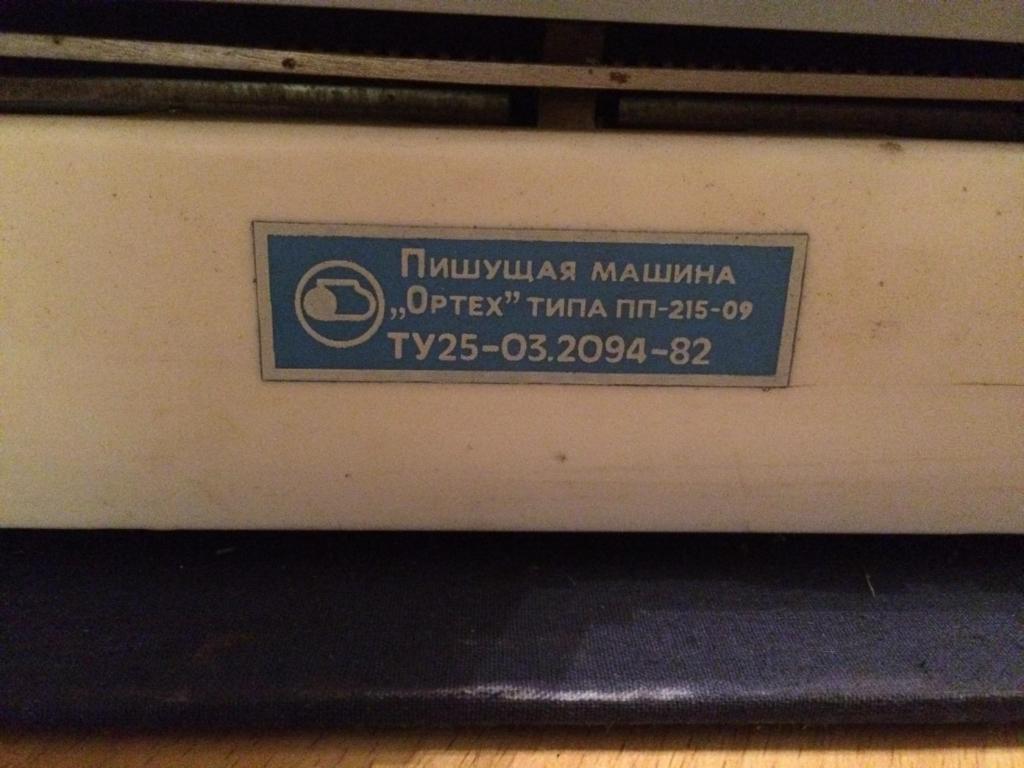 Пишущая машина
„Ортех” типа ПП-215-09
ТУ25-03.2094-82